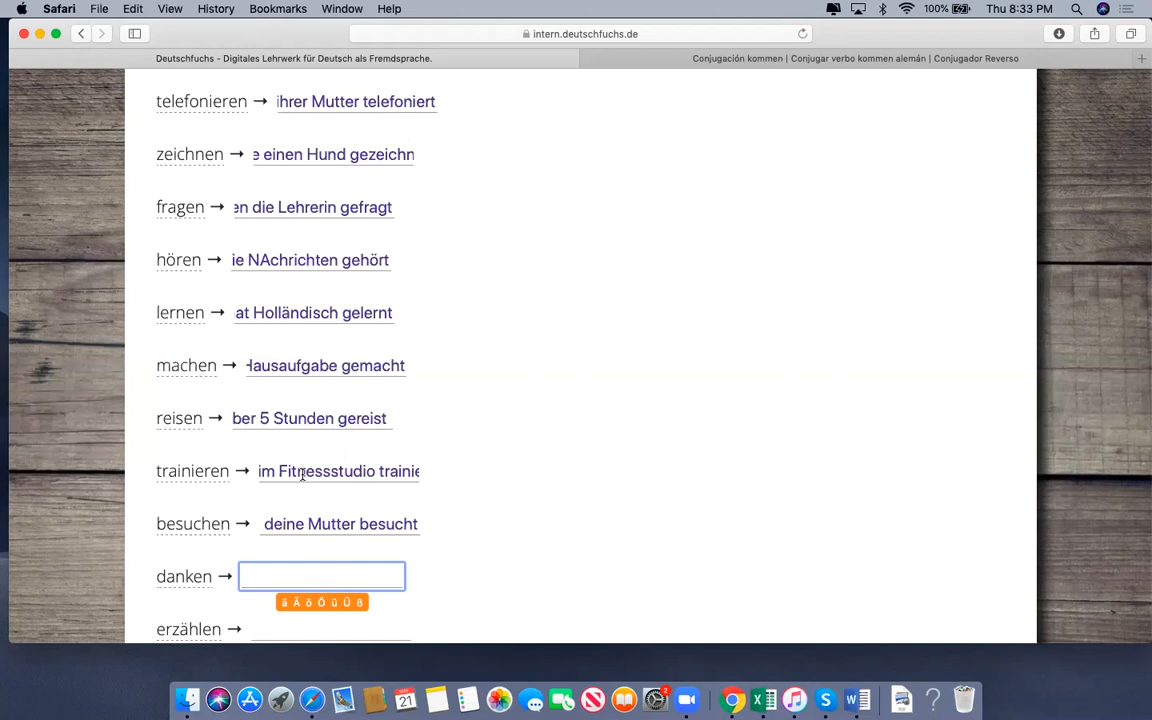 Safari File Edit View History Bookmarks Window Help 100% Thu 8:33 PM
intern.deutschfuchs.de
Deutschfuchs - Digitales Lehrwerk für Deutsch als Fremdsprache. Conjugación kommen | Conjugar verbo kommen alemán | Conjugador Reverso
telefonieren → ihrer Mutter telefoniert
zeichnen → e einen Hund gezeichn
fragen → en die Lehrerin gefragt
hören → ie NAchrichten gehört
lernen → at Holländisch gelernt
machen → Hausaufgabe gemacht
reisen → ber 5 Stunden gereist
trainieren → im Fitnessstudio trainie
besuchen → deine Mutter besucht
danken →
ä Ä ö Ö ü Ü ß
erzählen →
21
2